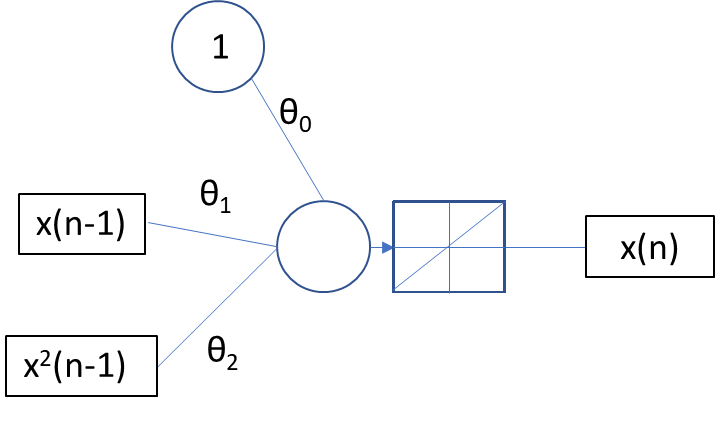 1
θ₀
θ₁
x(n-1)
x(n)
x²(n-1)
θ₂